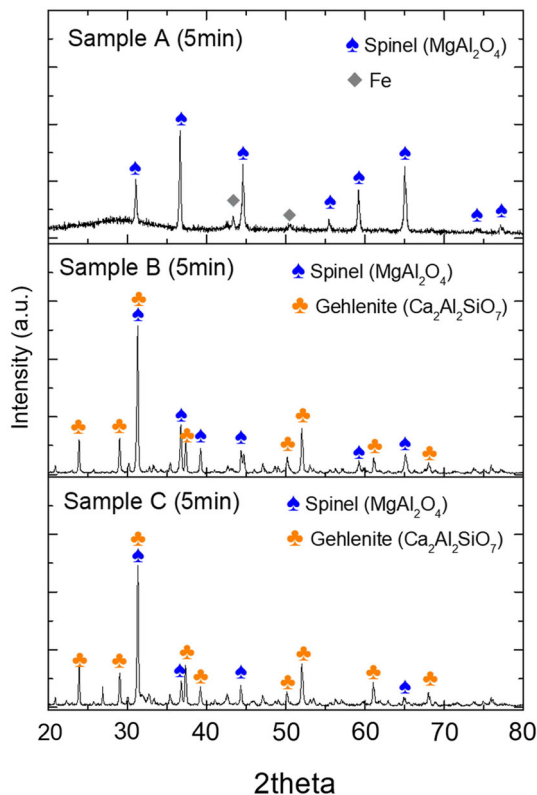 Sample A (5min)
Spinel (MgAl₂O₄)
Fe
Sample B (5min)
Spinel (MgAl₂O₄)
Gehlenite (Ca₂Al₂SiO₇)
Sample C (5min)
Spinel (MgAl₂O₄)
Gehlenite (Ca₂Al₂SiO₇)
Intensity (a.u.)
20 30 40 50 60 70 80
2theta